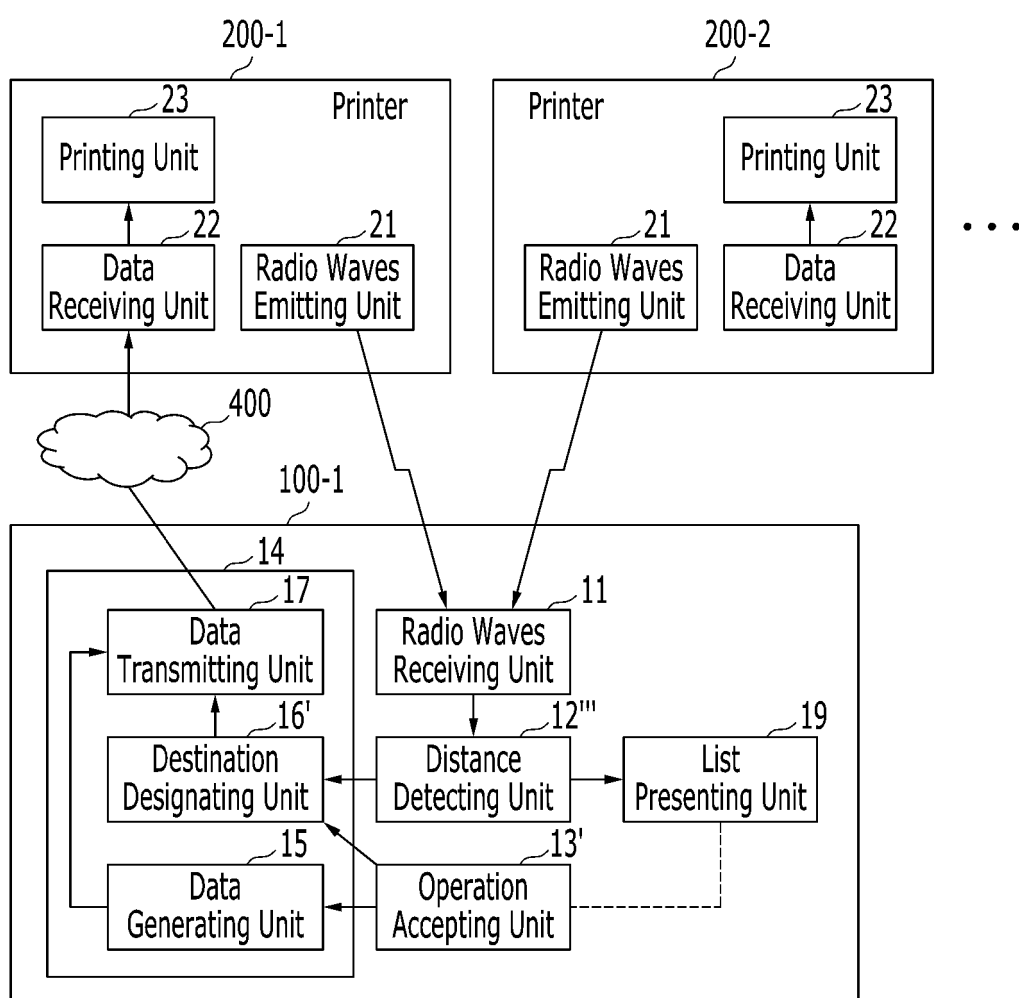 200-1
200-2
Printer
23
Printing Unit
22
Data
Receiving Unit
21
Radio Waves
Emitting Unit
Printer
23
Printing Unit
21
Radio Waves
Emitting Unit
22
Data
Receiving Unit
• • •
400
100-1
14
17
Data
Transmitting Unit
11
Radio Waves
Receiving Unit
16'
Destination
Designating Unit
12'''
Distance
Detecting Unit
19
List
Presenting Unit
15
Data
Generating Unit
13'
Operation
Accepting Unit